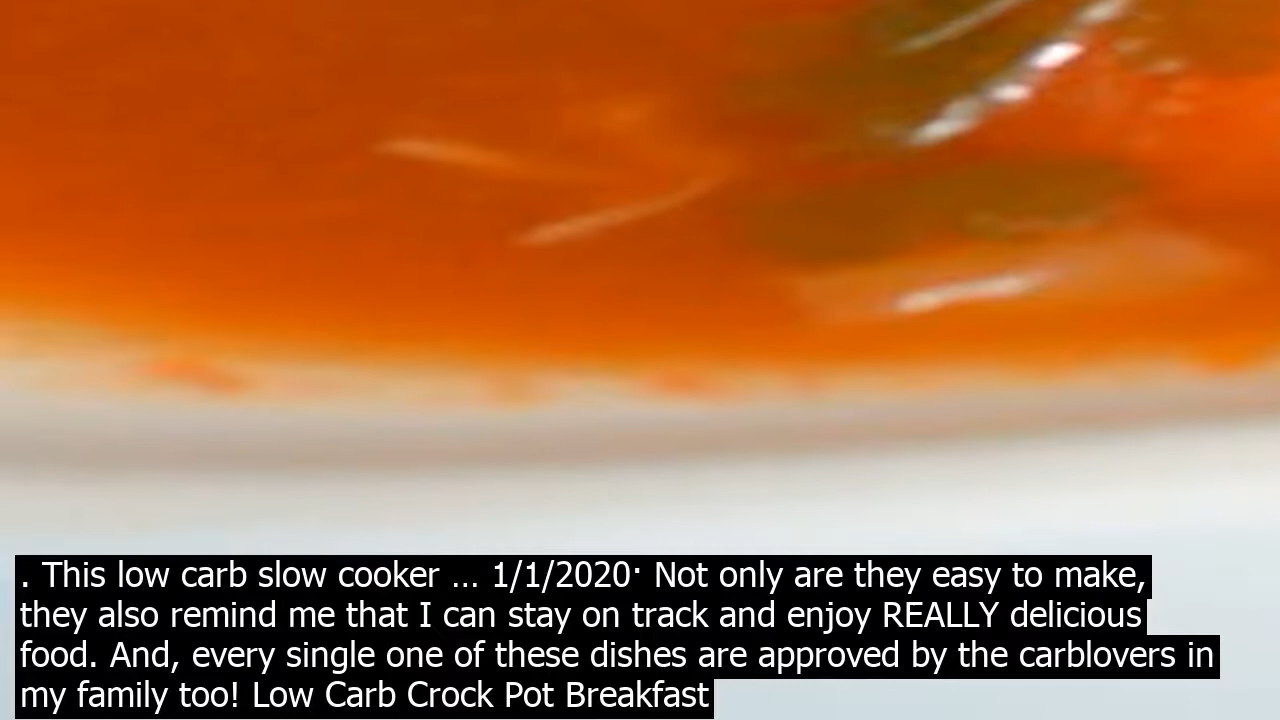 . This low carb slow cooker ... 1/1/2020· Not only are they easy to make,
they also remind me that I can stay on track and enjoy REALLY delicious
food. And, every single one of these dishes are approved by the carblovers in
my family too! Low Carb Crock Pot Breakfast